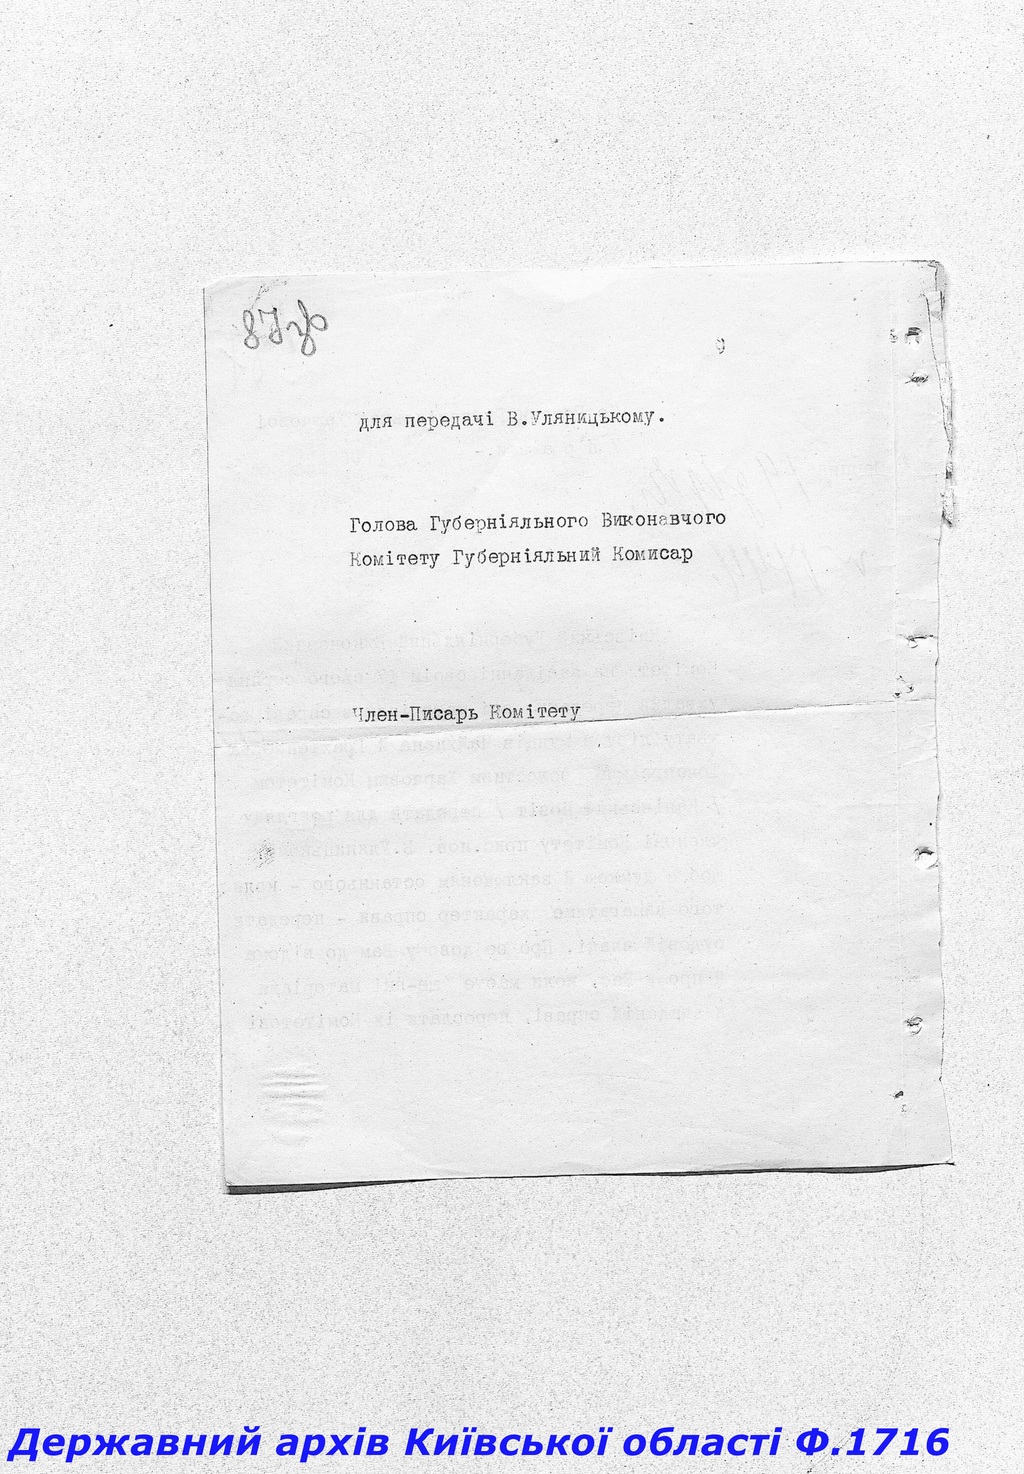 87зв
для передачі В.Уляницькому.
Голова Губерніяльного Виконавчого
Комітету Губерніяльний Комисар
Член-Писарь Комітету
Державний архів Київської області Ф.1716